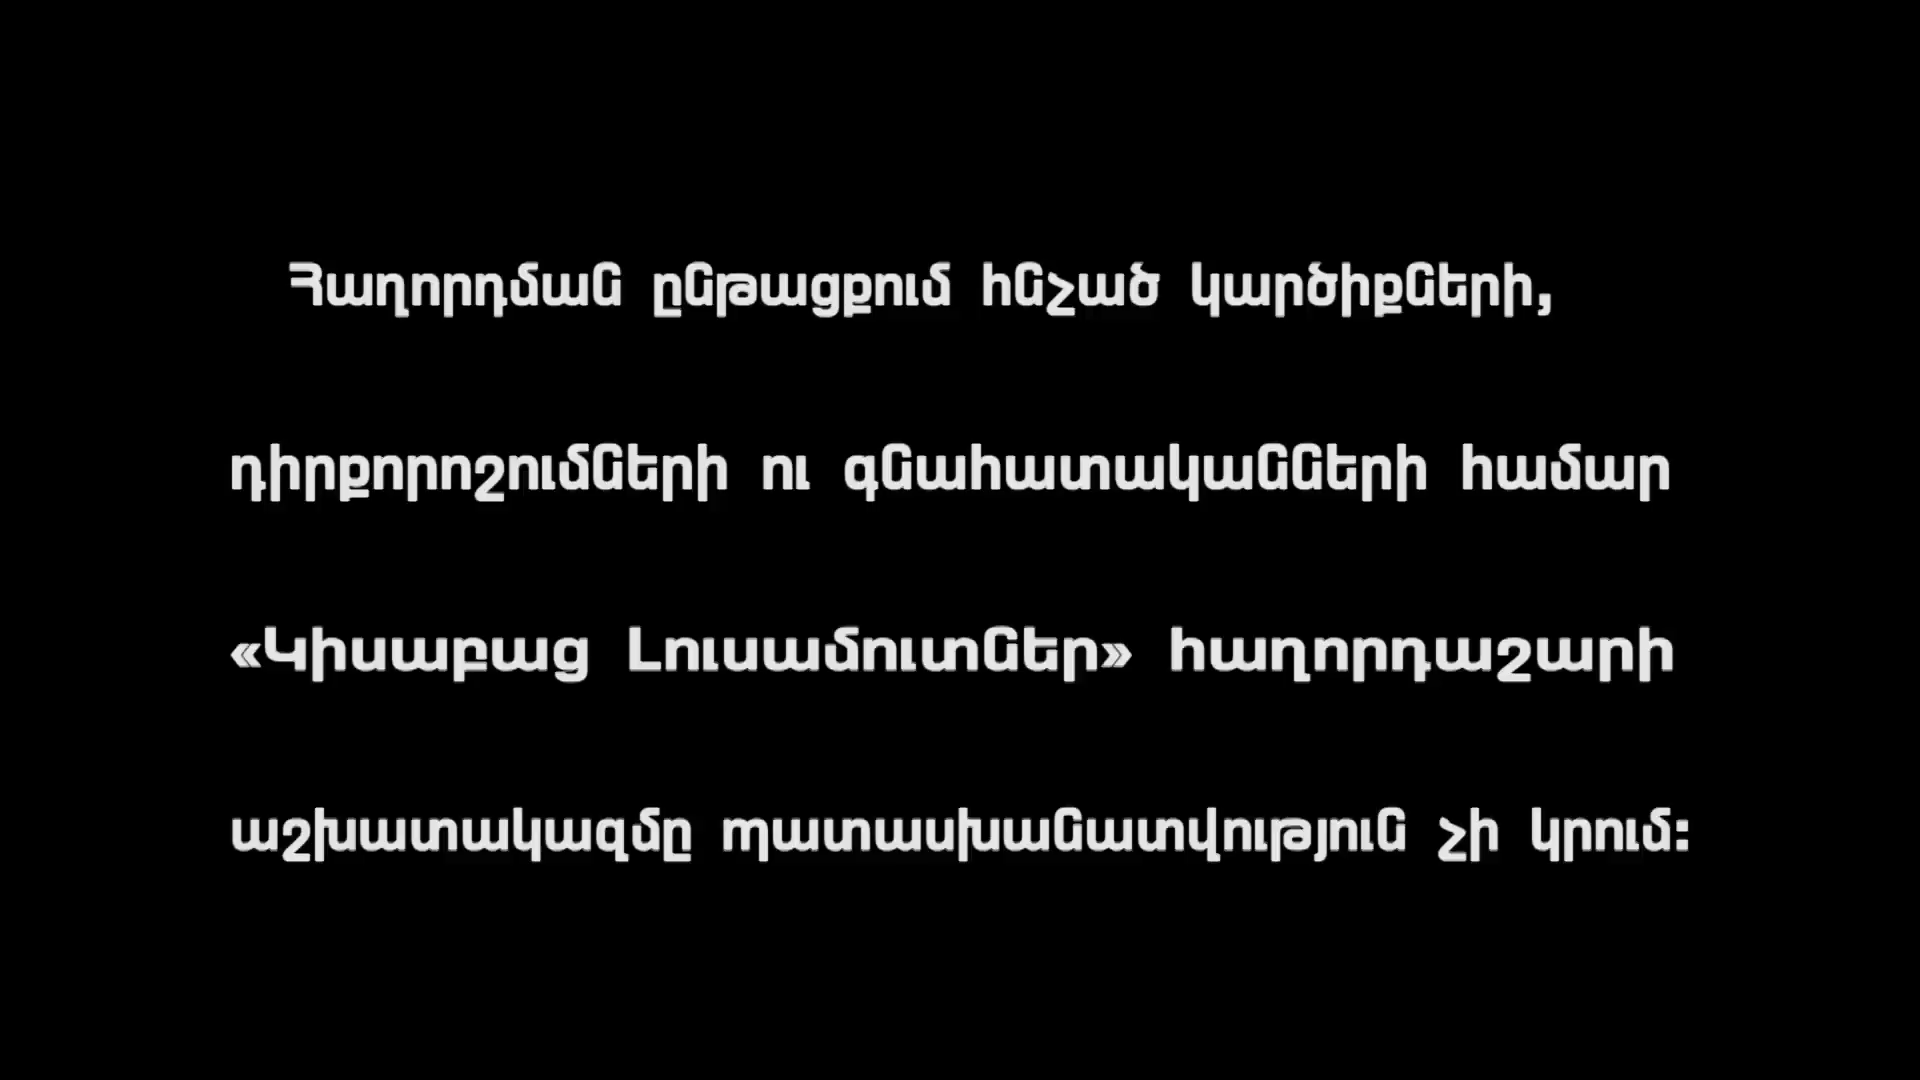 Հաղորդման ընթացքում հնչած կարծիքների,
դիրքորոշումների ու գնահատականների համար
«Կիսաբաց Լուսամուտներ» հաղորդաշարի
աշխատակազմը պատասխանատվություն չի կրում: